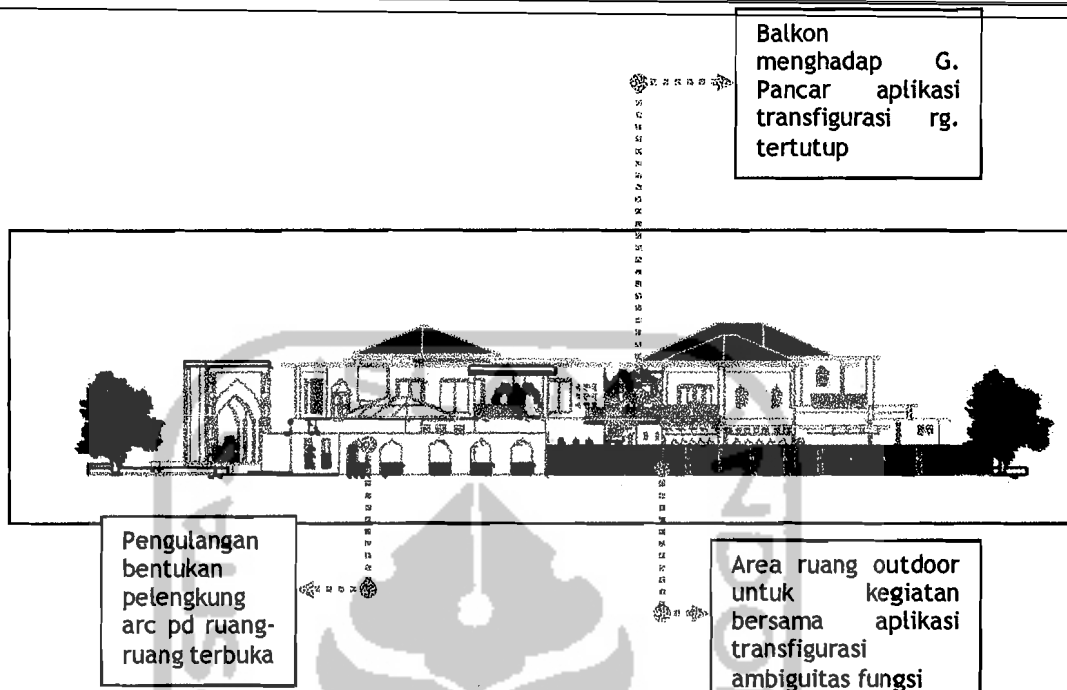 Balkon
menghadap G.
Pancar aplikasi
transfigurasi rg.
tertutup
Pengulangan
bentukan
pelengkung
arc pd ruang-
ruang terbuka
Area ruang outdoor
untuk kegiatan
bersama aplikasi
transfigurasi
ambiguitas fungsi